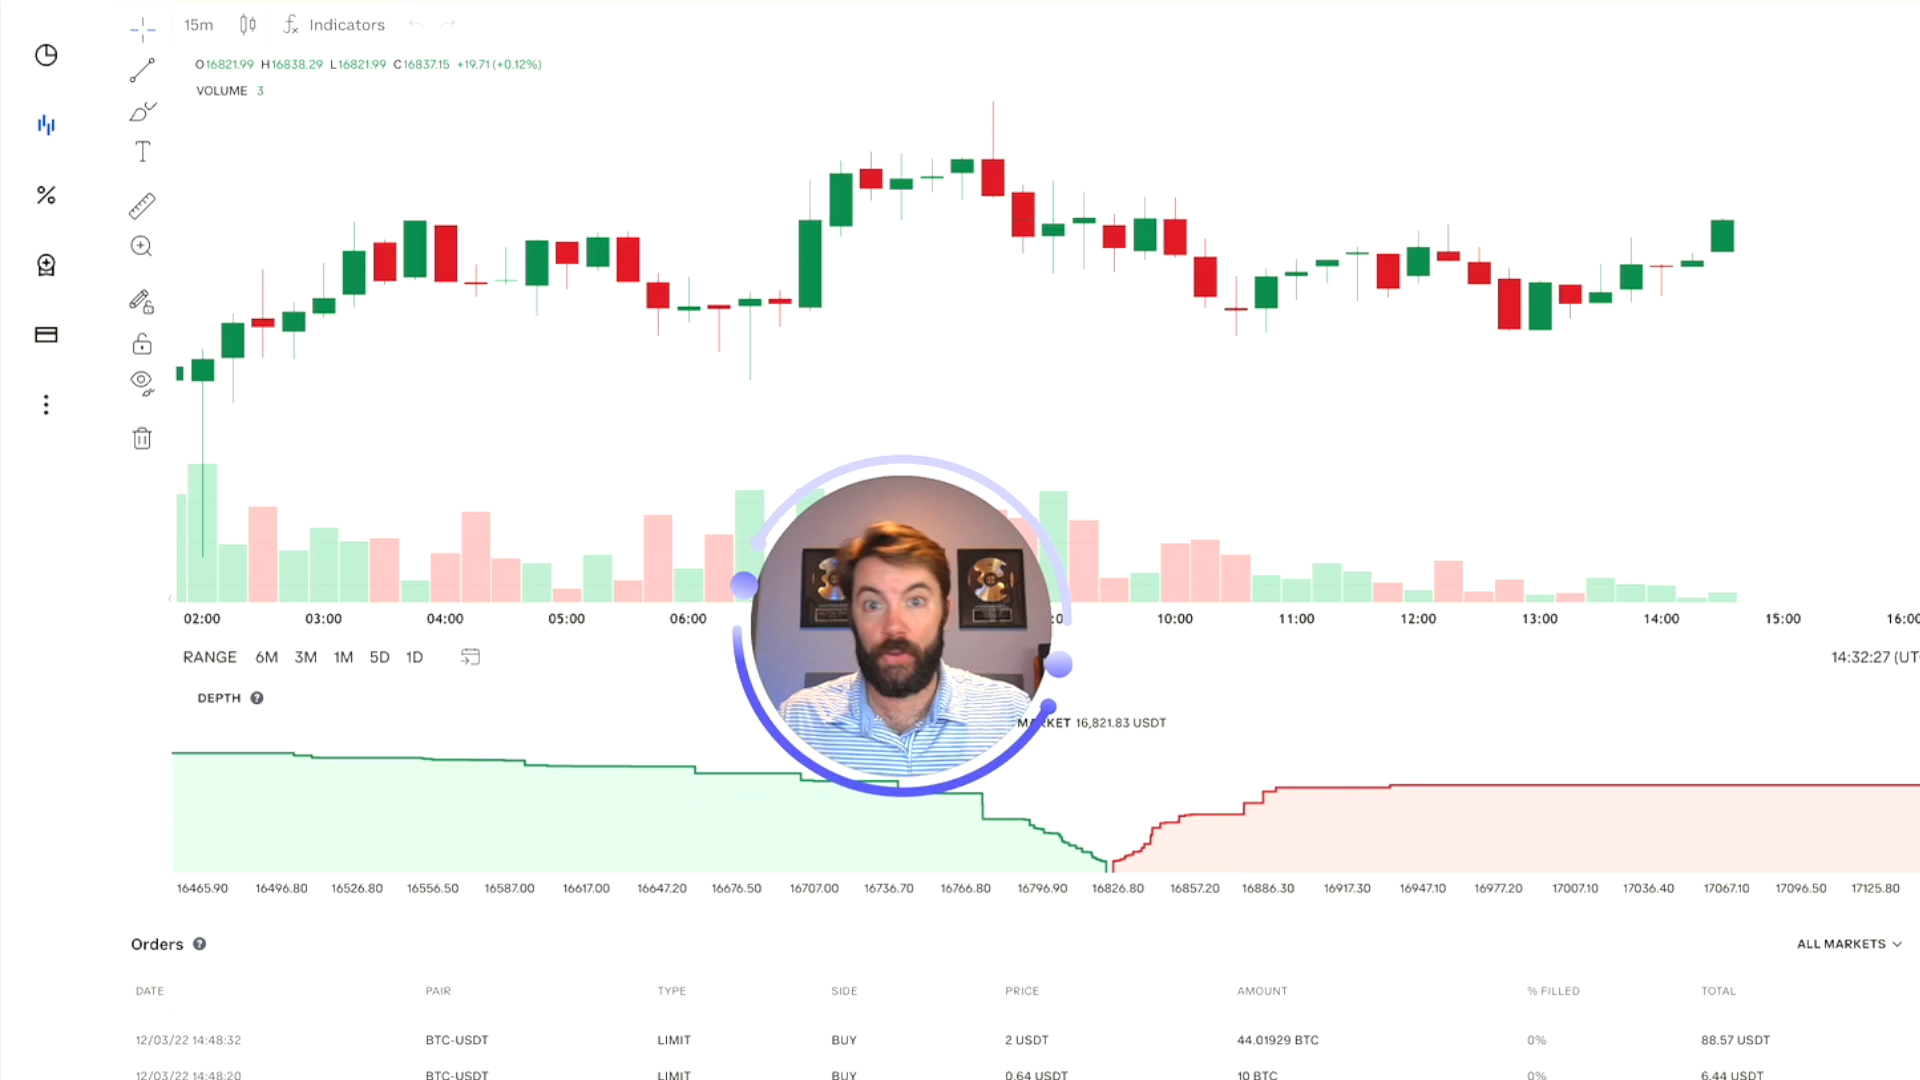 15m Indicators
O16821.99 H16838.29 L16821.99 C16837.15 +19.71 (+0.12%)
VOLUME 3
02:00 03:00 04:00 05:00 06:00 10:00 11:00 12:00 13:00 14:00 15:00 16:00
RANGE 6M 3M 1M 5D 1D 14:32:27 (UT
DEPTH ?
MARKET 16,821.83 USDT
16465.90 16496.80 16526.80 16556.50 16587.00 16617.00 16647.20 16676.50 16707.00 16736.70 16766.80 16796.90 16826.80 16857.20 16886.30 16917.30 16947.10 16977.20 17007.10 17036.40 17067.10 17096.50 17125.80
Orders ? ALL MARKETS
DATE PAIR TYPE SIDE PRICE AMOUNT % FILLED TOTAL
12/03/22 14:48:32 BTC-USDT LIMIT BUY 2 USDT 44.01929 BTC 0% 88.57 USDT
12/03/22 14:48:20 BTC-USDT LIMIT BUY 0.64 USDT 10 BTC 0% 6.44 USDT